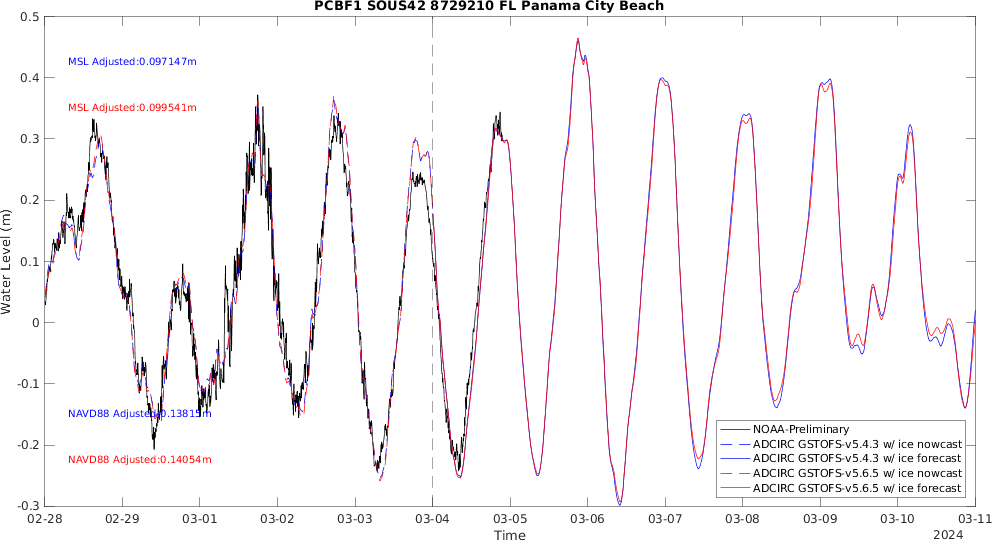 PCBF1 SOUS42 8729210 FL Panama City Beach
0.5
0.4
0.3
0.2
0.1
0
-0.1
-0.2
-0.3
Water Level (m)
MSL Adjusted:0.097147m
MSL Adjusted:0.099541m
NAVD88 Adjusted:0.13815m
NAVD88 Adjusted:0.14054m
NOAA-Preliminary
ADCIRC GSTOFS-v5.4.3 w/ ice nowcast
ADCIRC GSTOFS-v5.4.3 w/ ice forecast
ADCIRC GSTOFS-v5.6.5 w/ ice nowcast
ADCIRC GSTOFS-v5.6.5 w/ ice forecast
02-28 02-29 03-01 03-02 03-03 03-04 03-05 03-06 03-07 03-08 03-09 03-10 03-11
Time
2024